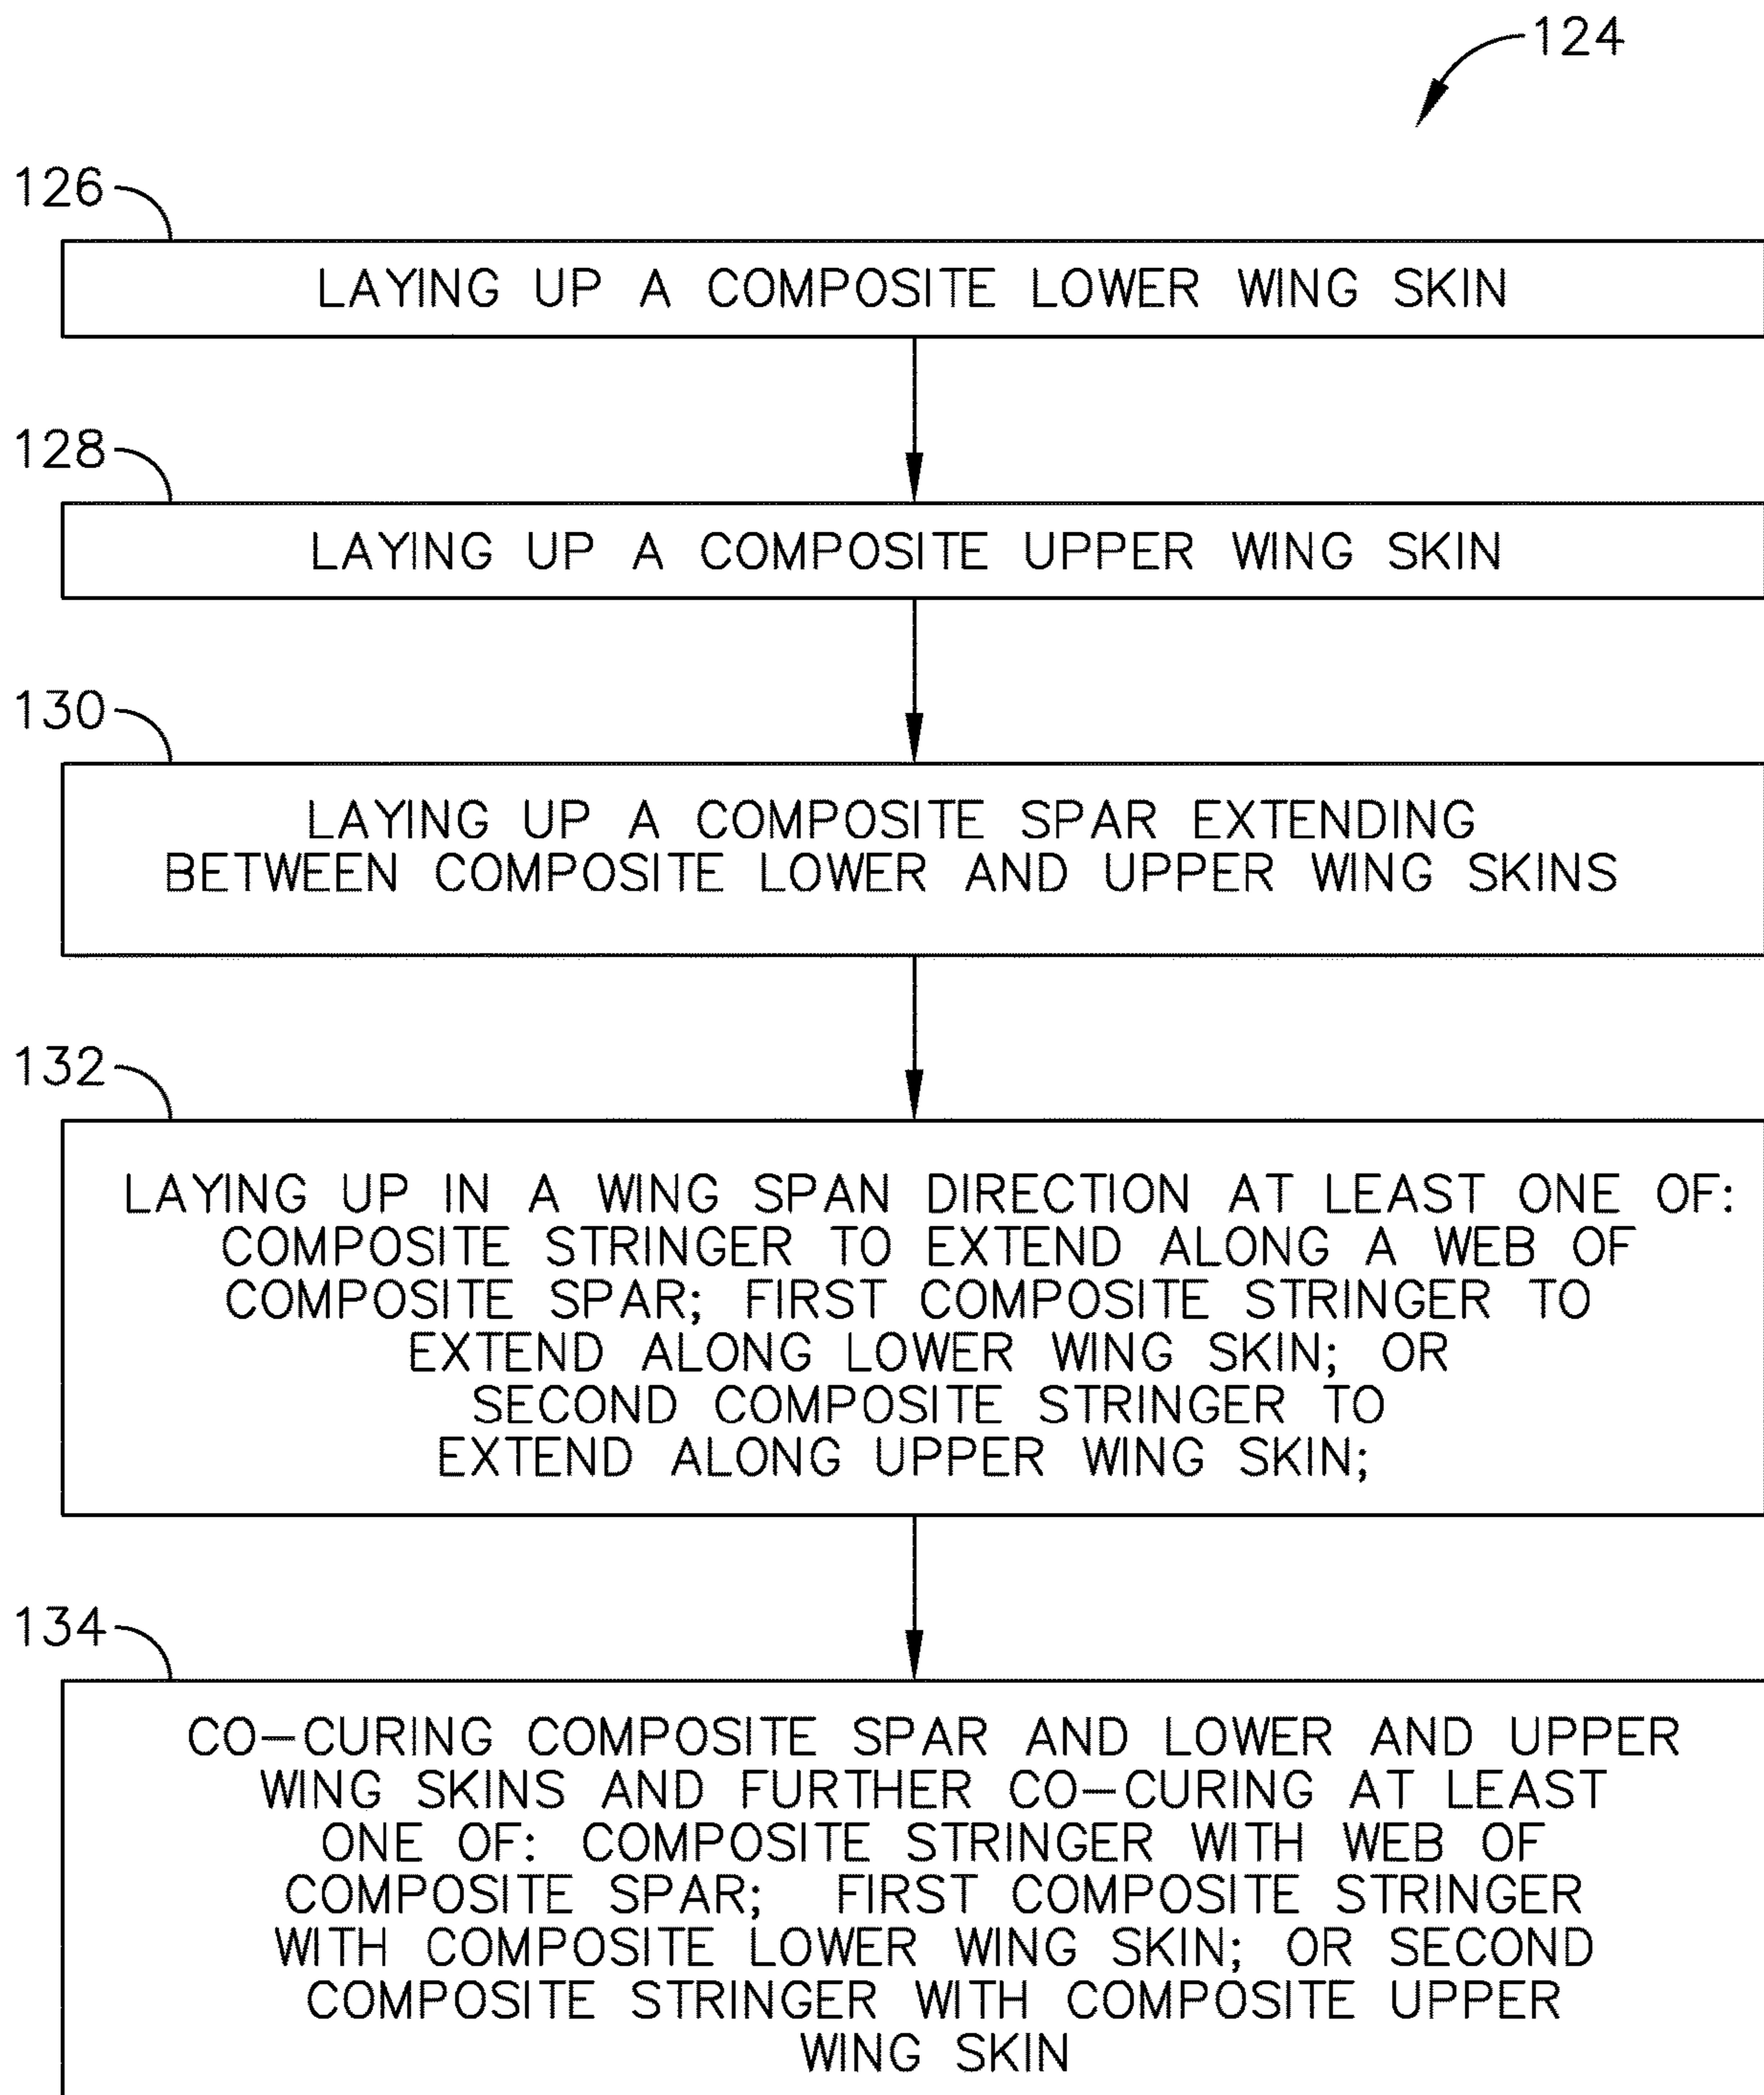 124
126
LAYING UP A COMPOSITE LOWER WING SKIN
128
LAYING UP A COMPOSITE UPPER WING SKIN
130
LAYING UP A COMPOSITE SPAR EXTENDING
BETWEEN COMPOSITE LOWER AND UPPER WING SKINS
132
LAYING UP IN A WING SPAN DIRECTION AT LEAST ONE OF:
COMPOSITE STRINGER TO EXTEND ALONG A WEB OF
COMPOSITE SPAR; FIRST COMPOSITE STRINGER TO
EXTEND ALONG LOWER WING SKIN; OR
SECOND COMPOSITE STRINGER TO
EXTEND ALONG UPPER WING SKIN;
134
CO-CURING COMPOSITE SPAR AND LOWER AND UPPER
WING SKINS AND FURTHER CO-CURING AT LEAST
ONE OF: COMPOSITE STRINGER WITH WEB OF
COMPOSITE SPAR; FIRST COMPOSITE STRINGER
WITH COMPOSITE LOWER WING SKIN; OR SECOND
COMPOSITE STRINGER WITH COMPOSITE UPPER
WING SKIN